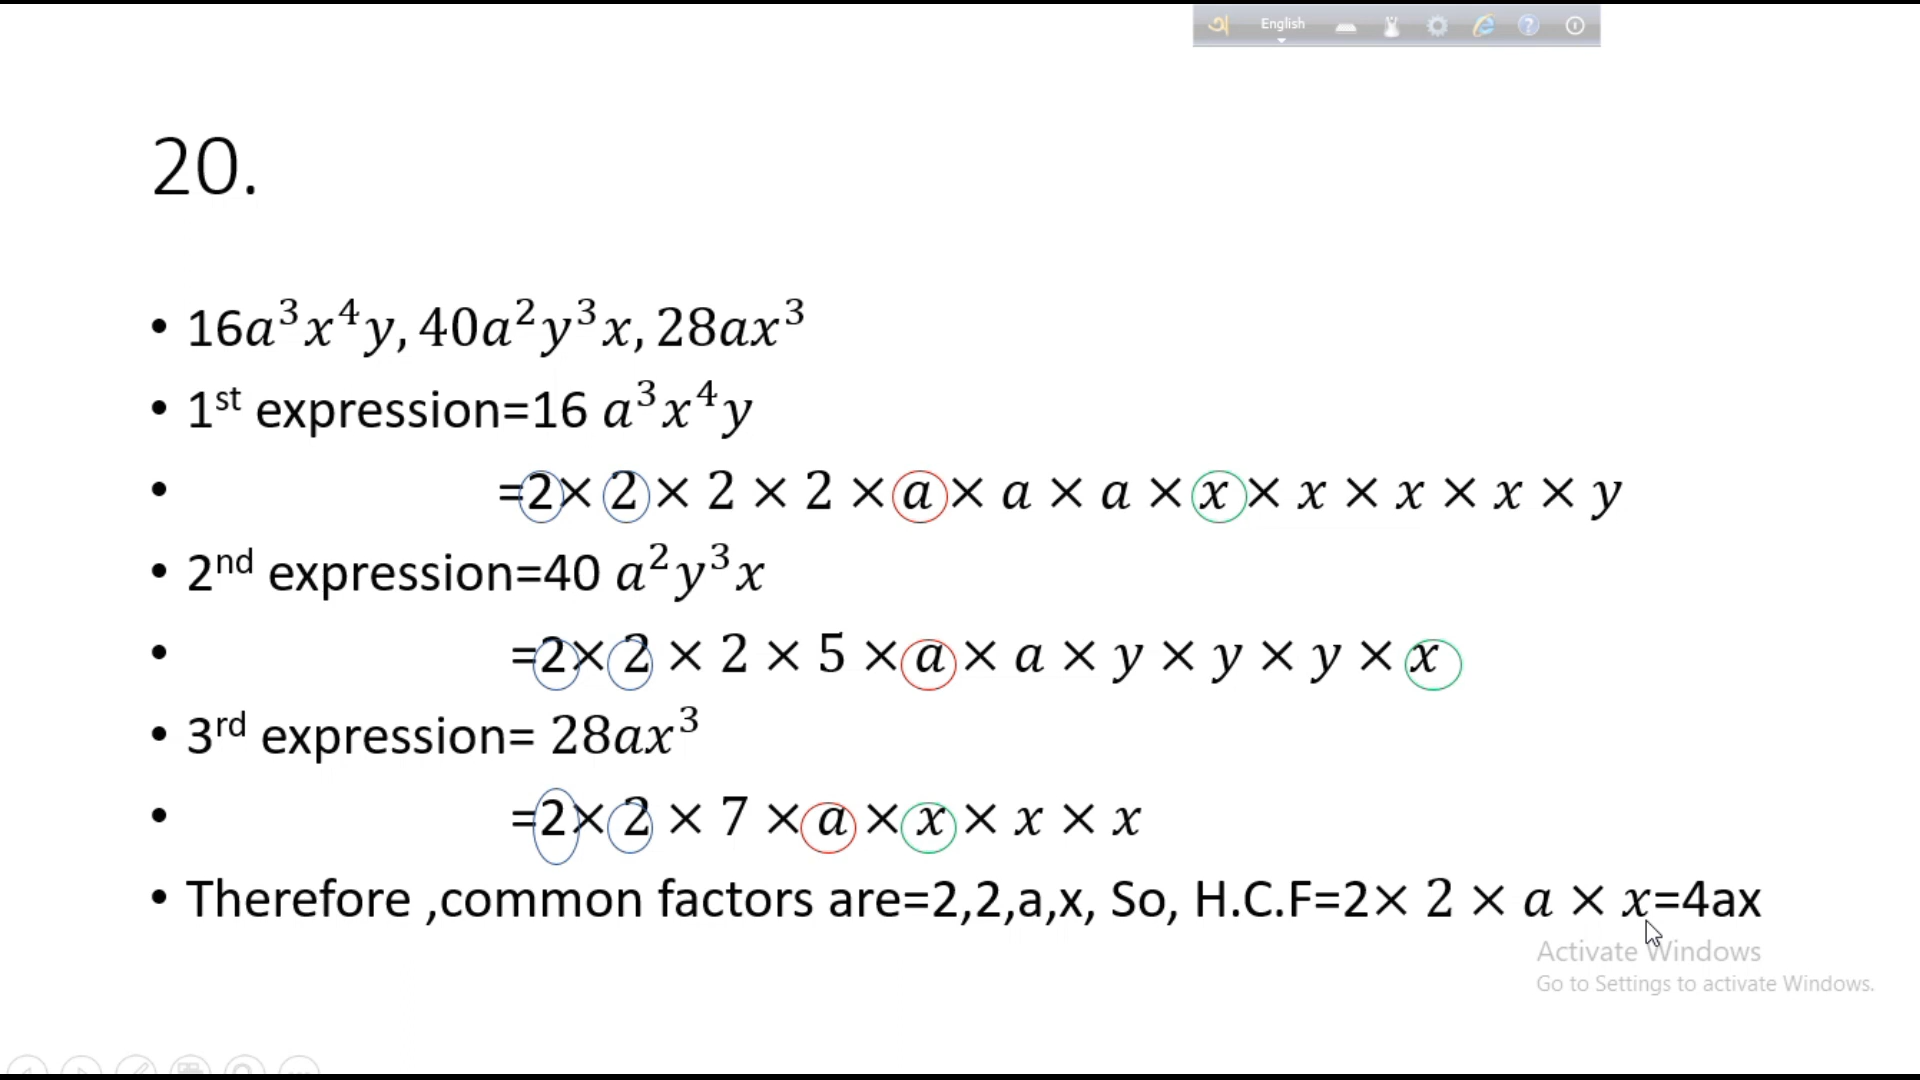 English
20.
• 16a³x⁴y, 40a²y³x, 28ax³
• 1st expression=16 a³x⁴y
• =2× 2 × 2 × 2 × a × a × a × x × x × x × x × y
• 2nd expression=40 a²y³x
• =2× 2 × 2 × 5 × a × a × y × y × y × x
• 3rd expression= 28ax³
• =2× 2 × 7 × a × x × x × x
• Therefore ,common factors are=2,2,a,x, So, H.C.F=2× 2 × a × x=4ax
Activate Windows
Go to Settings to activate Windows.